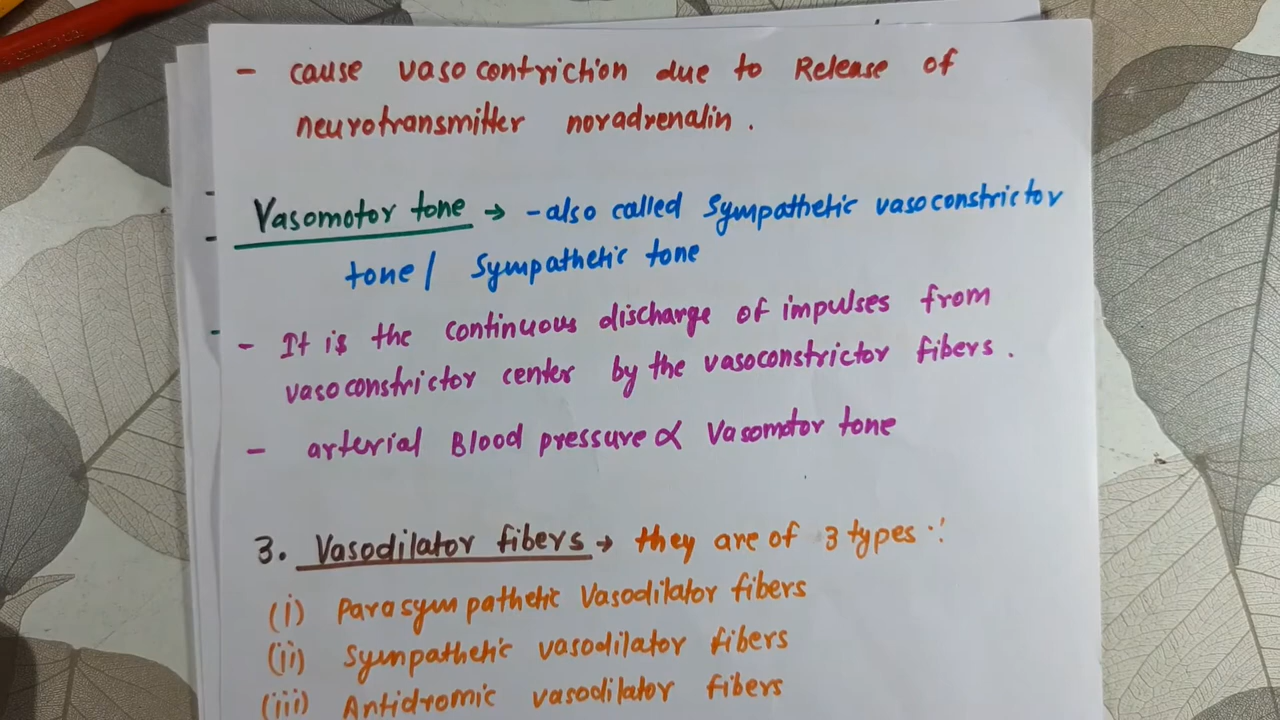 - cause vasocontriction due to Release of
neurotransmitter noradrenalin.
Vasomotor tone → - also called Sympathetic vasoconstrictor
tone / Sympathetic tone
- It is the continuous discharge of impulses from
vasoconstrictor center by the vasoconstrictor fibers.
- arterial Blood pressure ∝ Vasomotor tone
3. Vasodilator fibers → they are of 3 types :
(i) Parasympathetic Vasodilator fibers
(ii) Sympathetic vasodilator fibers
(iii) Antidromic vasodilator fibers